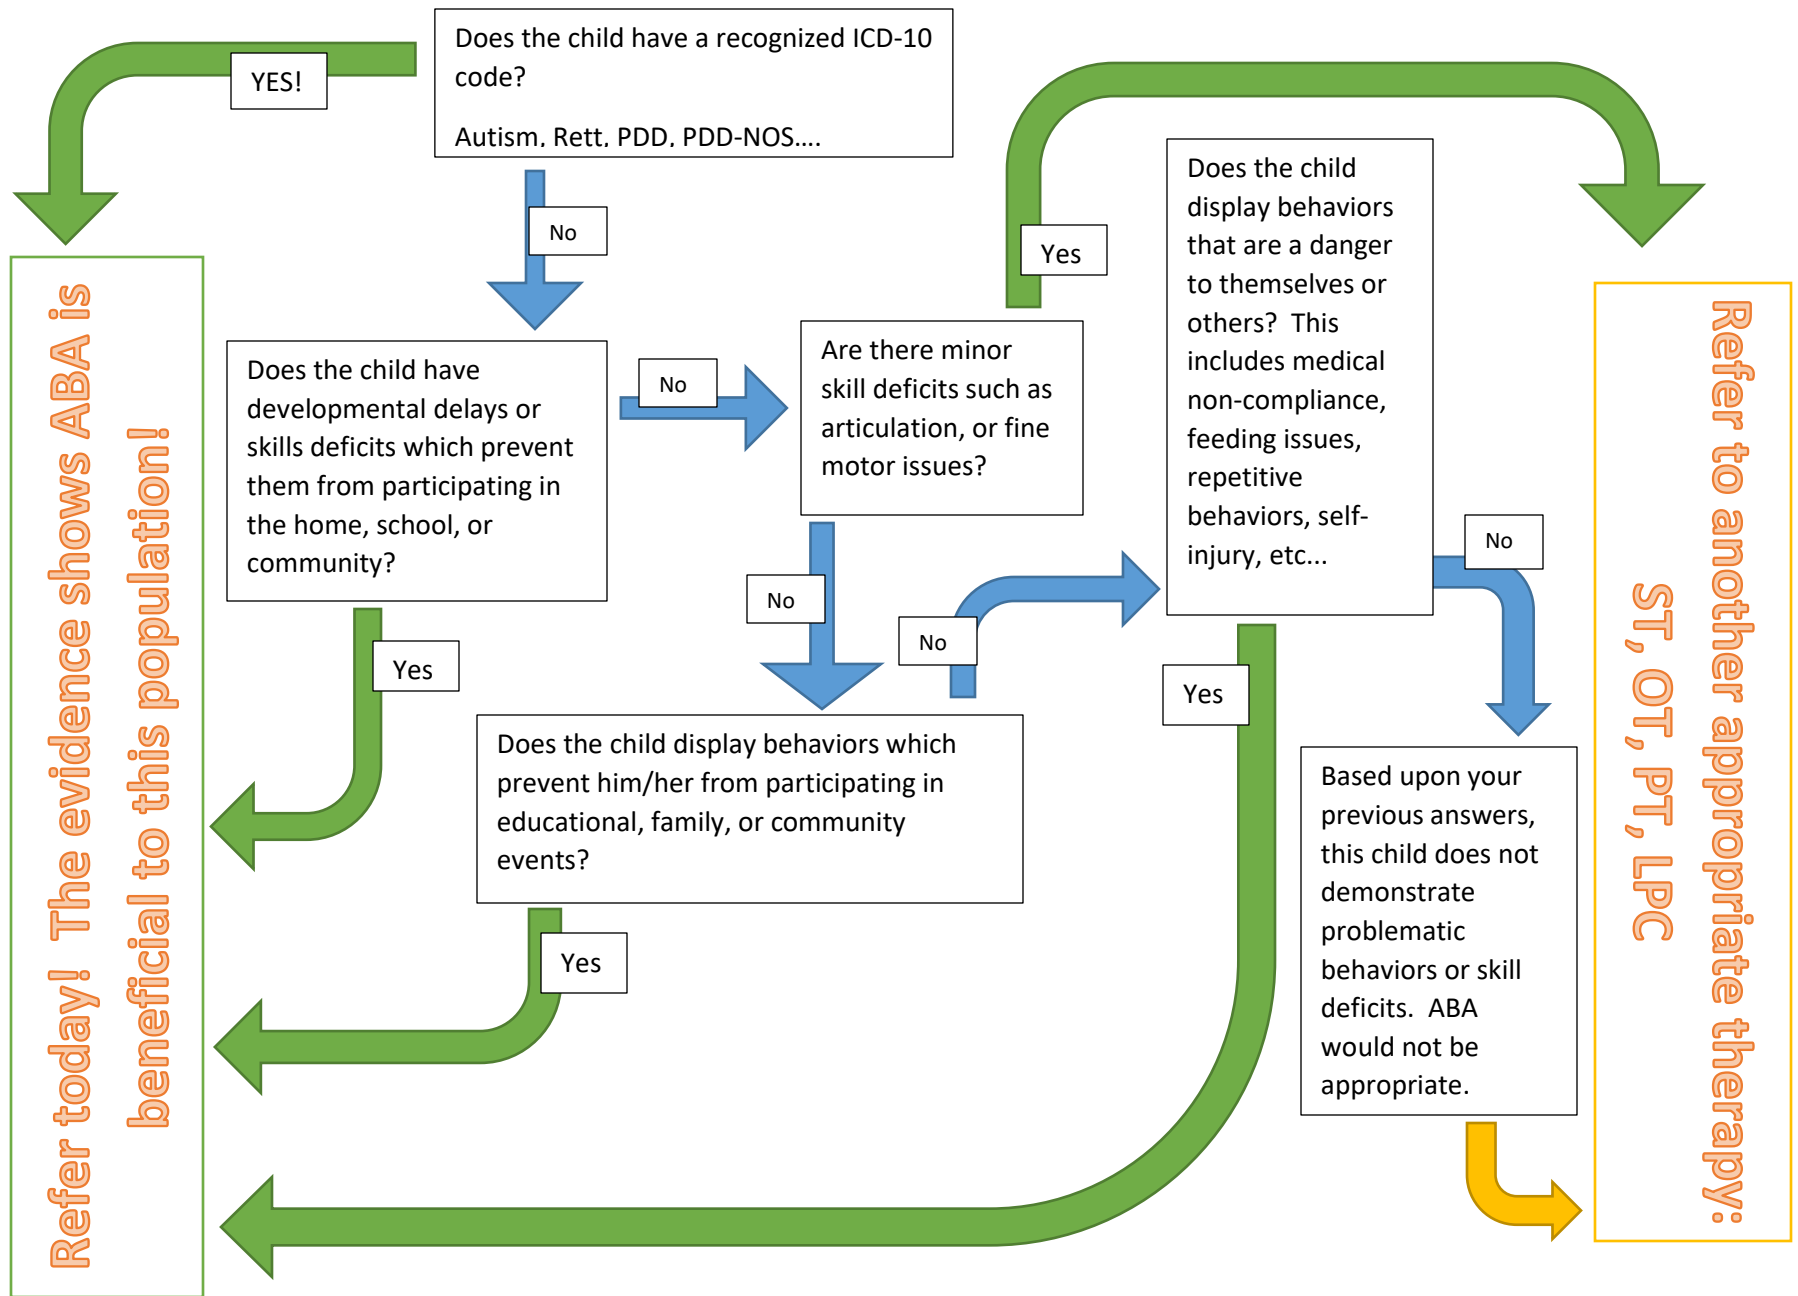 Does the child have a recognized ICD-10
code?
Autism, Rett, PDD, PDD-NOS....
YES!
No
Does the child have
developmental delays or
skills deficits which prevent
them from participating in
the home, school, or
community?
No
Yes
Are there minor
skill deficits such as
articulation, or fine
motor issues?
Yes
No
Does the child display behaviors which
prevent him/her from participating in
educational, family, or community
events?
No
Yes
Does the child
display behaviors
that are a danger
to themselves or
others?  This
includes medical
non-compliance,
feeding issues,
repetitive
behaviors, self-
injury, etc...
No
Yes
Based upon your
previous answers,
this child does not
demonstrate
problematic
behaviors or skill
deficits.  ABA
would not be
appropriate.
Refer today!  The evidence shows ABA is
beneficial to this population!
Refer to another appropriate therapy:
ST, OT, PT, LPC